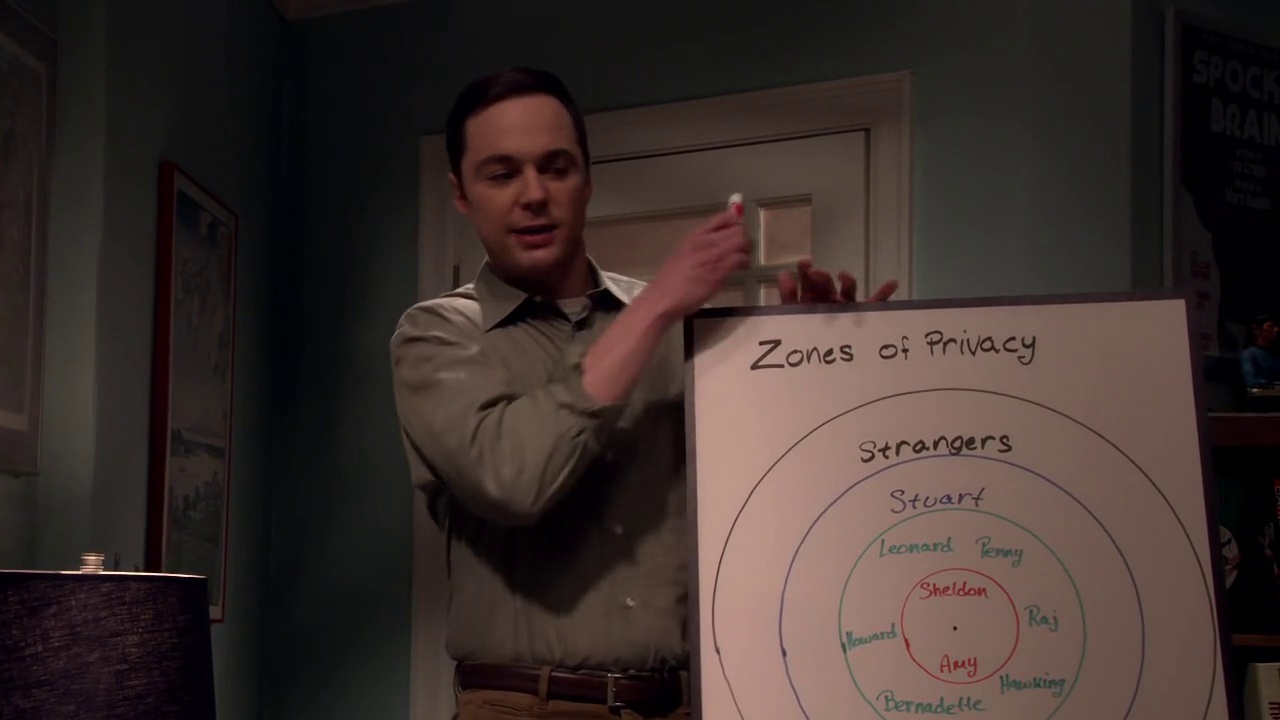 SPOCK
BRAIN
Zones of Privacy
Strangers
Stuart
Leonard Penny
Sheldon
Howard Raj
Amy
Hawking
Bernadette